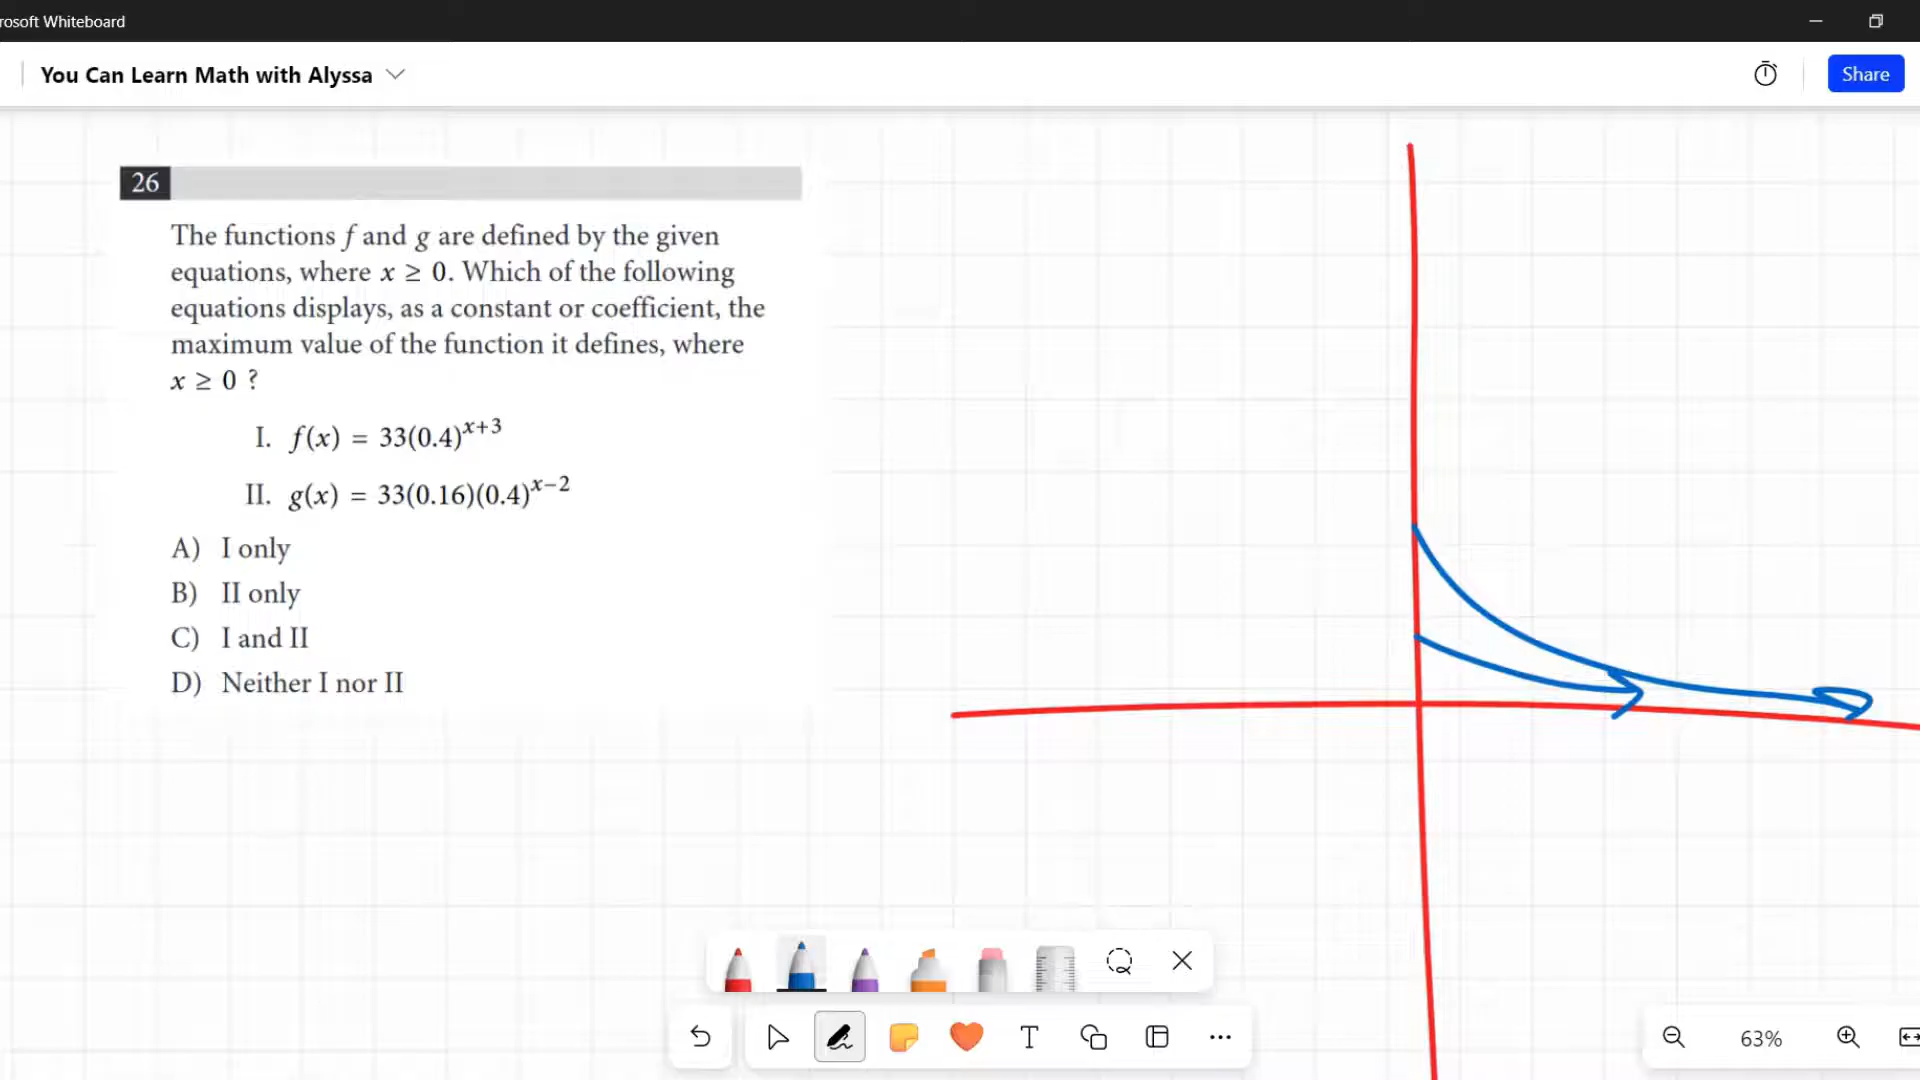 rosoft Whiteboard
You Can Learn Math with Alyssa
Share
26
The functions f and g are defined by the given
equations, where x ≥ 0. Which of the following
equations displays, as a constant or coefficient, the
maximum value of the function it defines, where
x ≥ 0 ?
I. f(x) = 33(0.4)^{x+3}
II. g(x) = 33(0.16)(0.4)^{x−2}
A) I only
B) II only
C) I and II
D) Neither I nor II
T
63%